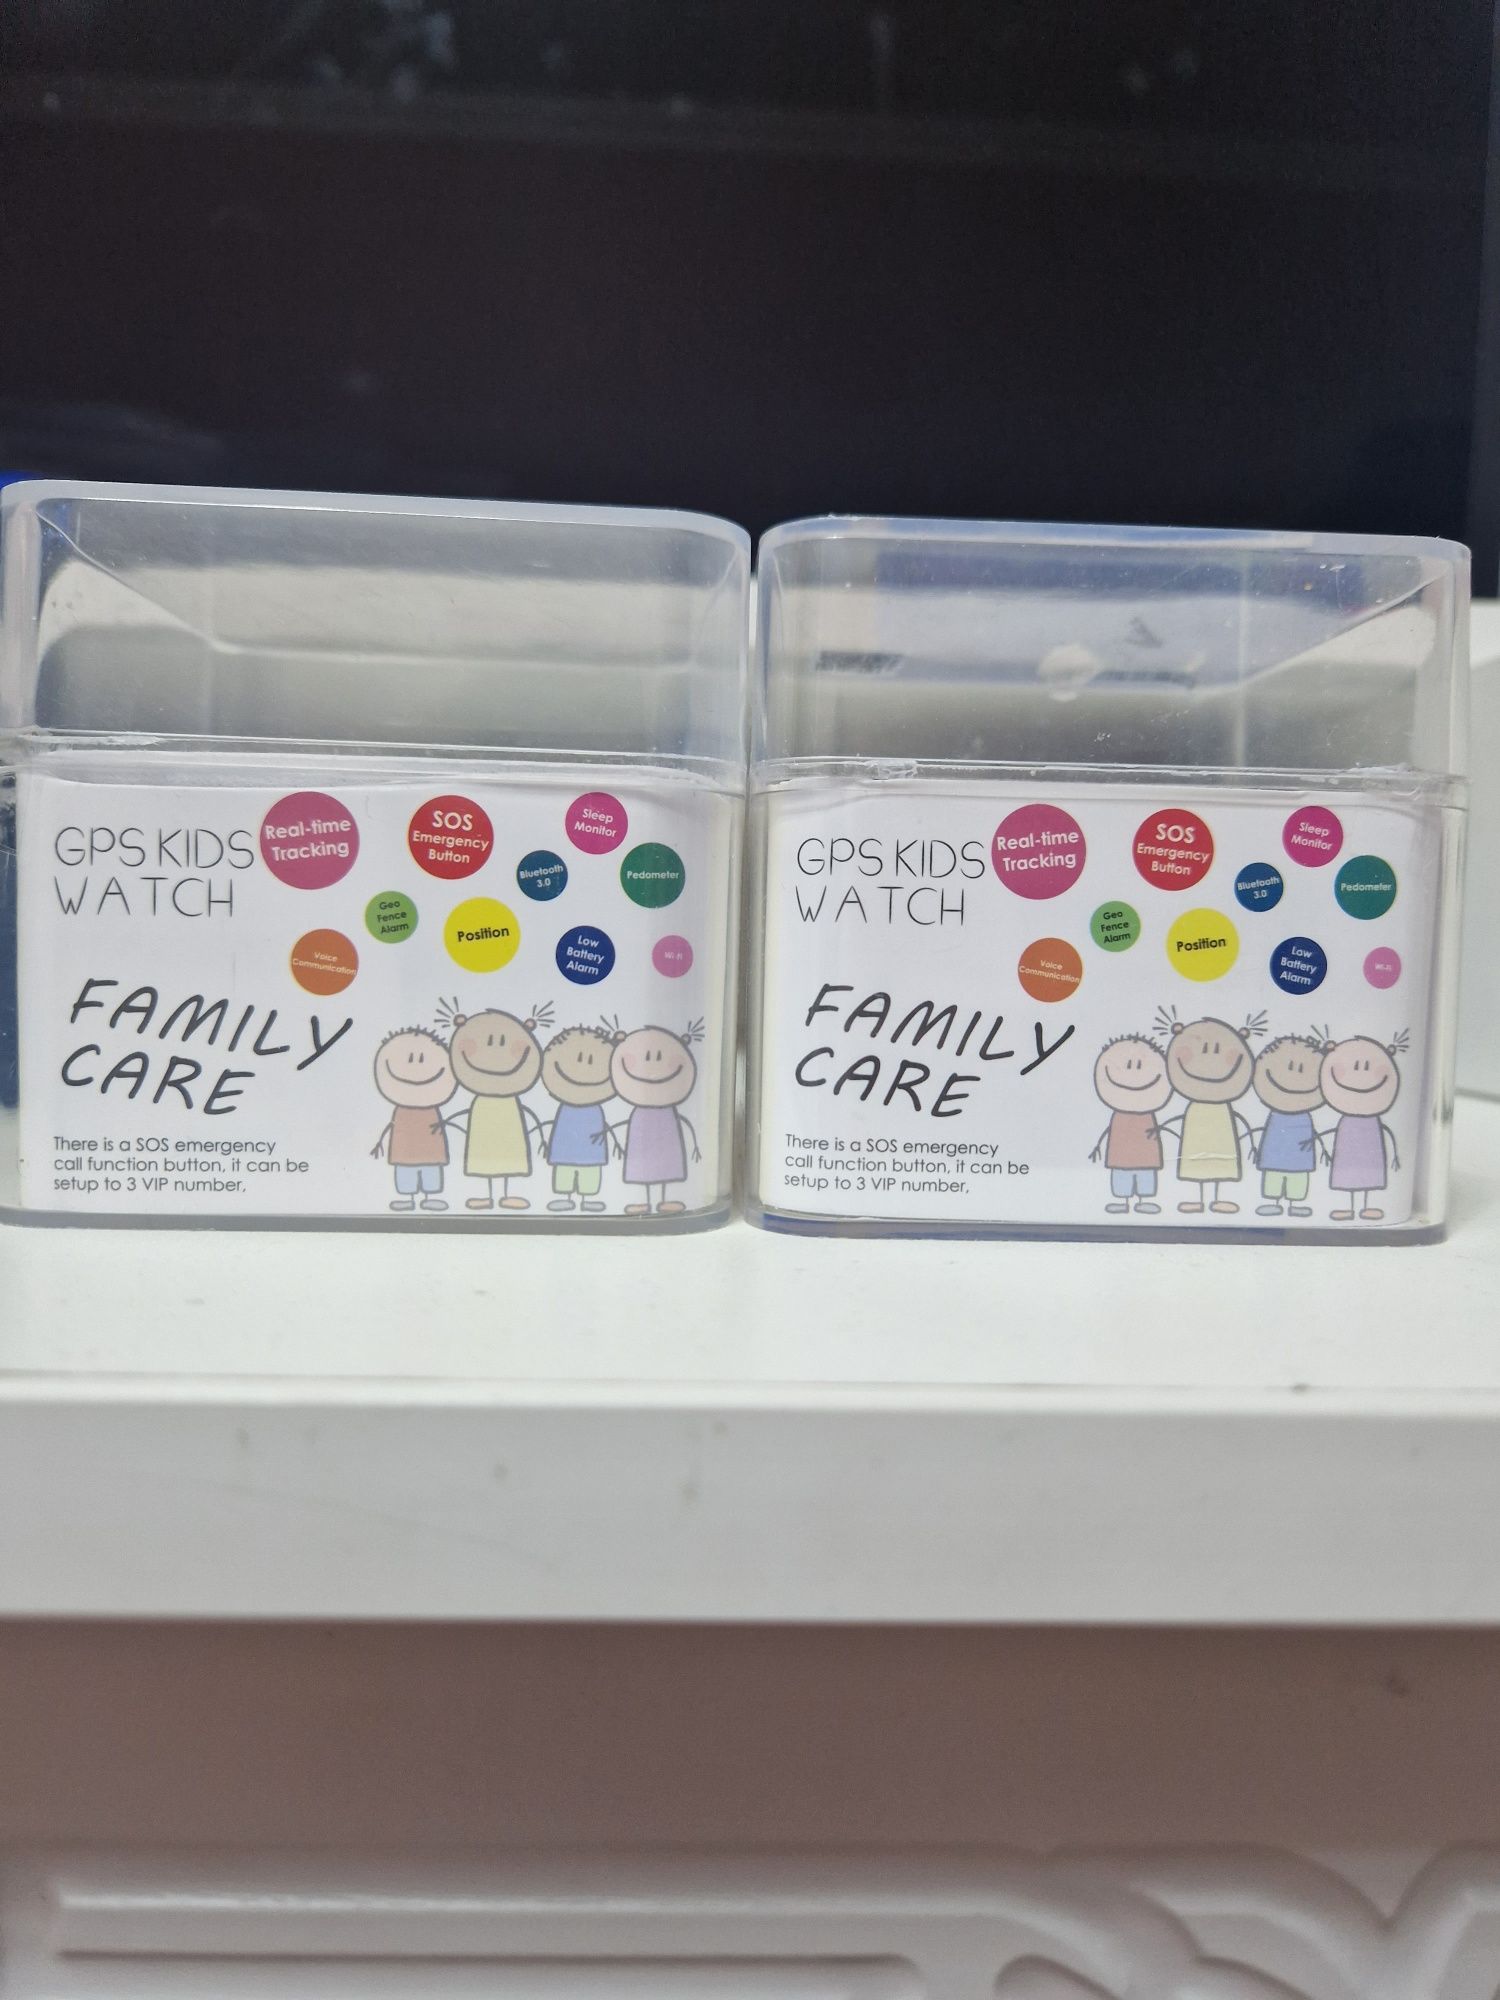 GPS KIDS
WATCH
Real-time
Tracking
SOS
Emergency
Button
Sleep
Monitor
Bluetooth
3.0
Pedometer
Geo
Fence
Alarm
Position
Low
Battery
Alarm
Wi-Fi
Voice
Communication
FAMILY
CARE
There is a SOS emergency
call function button, it can be
setup to 3 VIP number,
GPS KIDS
WATCH
Real-time
Tracking
SOS
Emergency
Button
Sleep
Monitor
Bluetooth
3.0
Pedometer
Geo
Fence
Alarm
Position
Low
Battery
Alarm
Wi-Fi
Voice
Communication
FAMILY
CARE
There is a SOS emergency
call function button, it can be
setup to 3 VIP number,